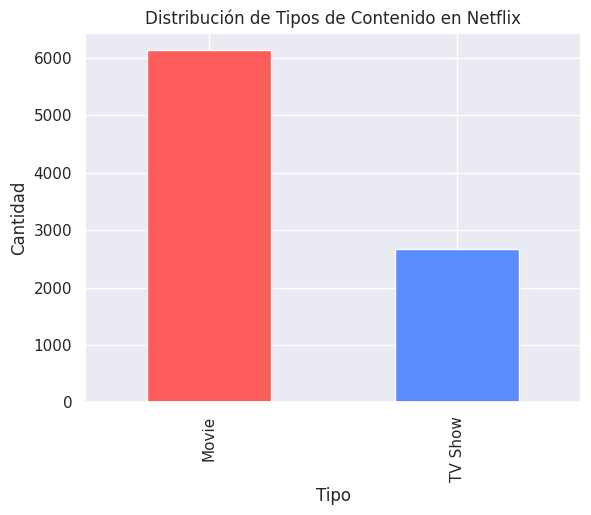 Distribución de Tipos de Contenido en Netflix
6000
5000
4000
3000
2000
1000
0
Cantidad
Movie
TV Show
Tipo